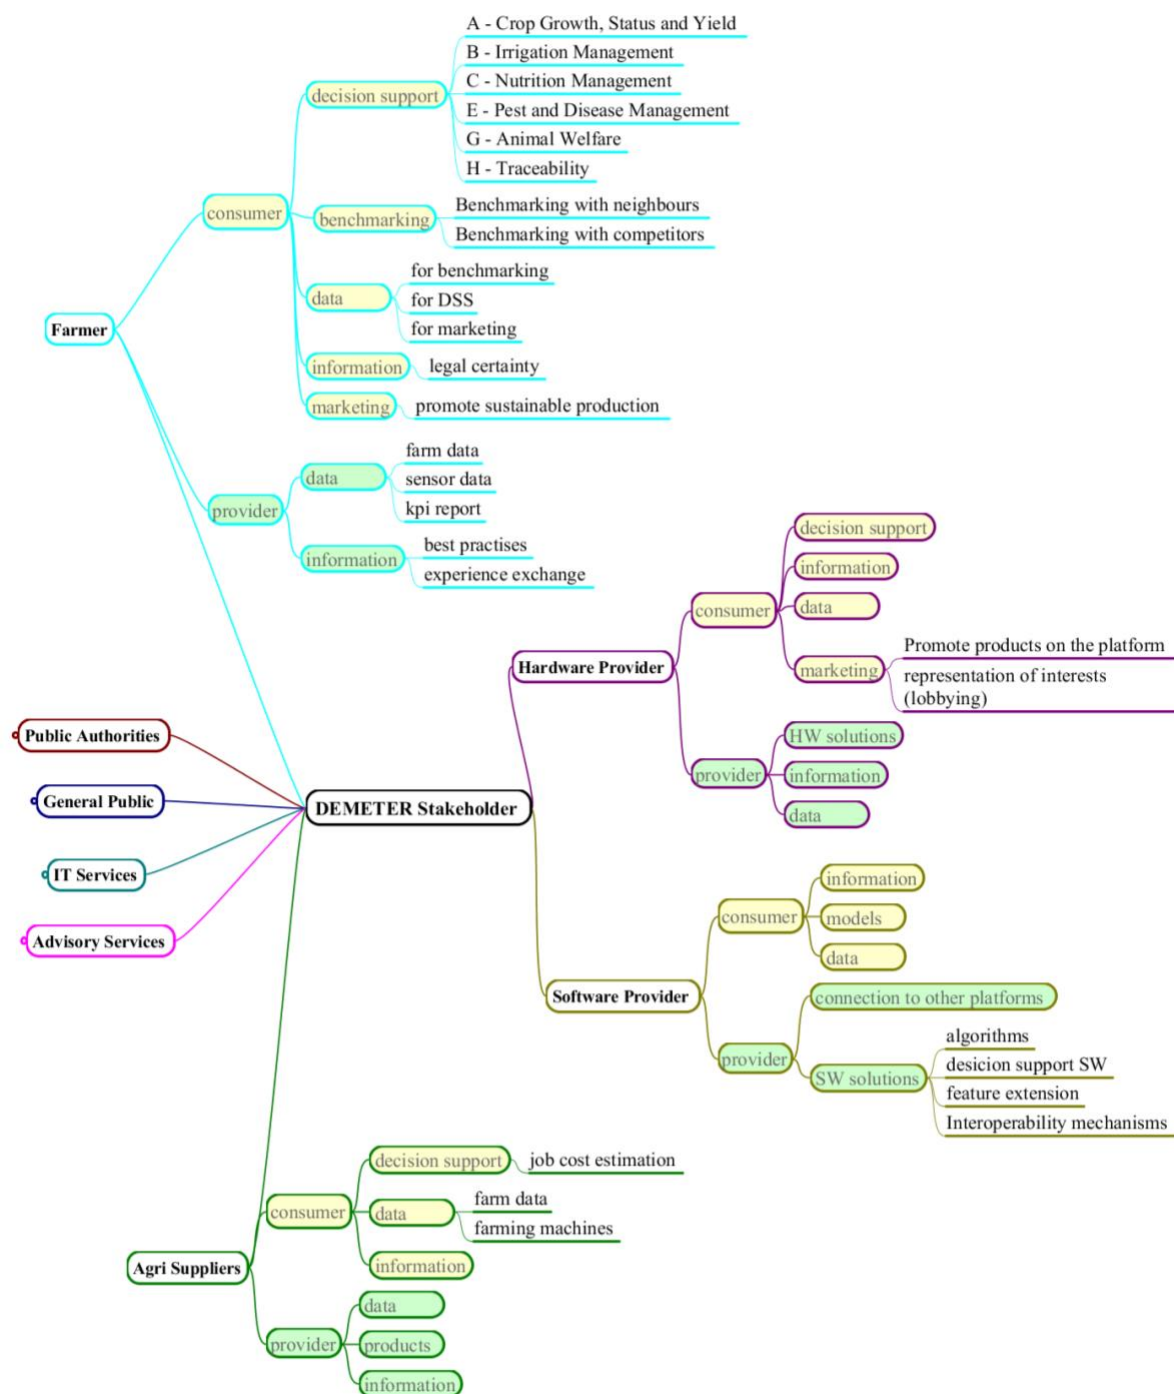 A - Crop Growth, Status and Yield
B - Irrigation Management
C - Nutrition Management
E - Pest and Disease Management
G - Animal Welfare
H - Traceability
decision support
consumer
benchmarking
Benchmarking with neighbours
Benchmarking with competitors
data
for benchmarking
for DSS
for marketing
Farmer
information
legal certainty
marketing
promote sustainable production
provider
data
farm data
sensor data
kpi report
information
best practises
experience exchange
Hardware Provider
consumer
decision support
information
data
marketing
Promote products on the platform
representation of interests
(lobbying)
provider
HW solutions
information
data
Public Authorities
General Public
IT Services
Advisory Services
DEMETER Stakeholder
Software Provider
consumer
information
models
data
provider
connection to other platforms
SW solutions
algorithms
desicion support SW
feature extension
Interoperability mechanisms
Agri Suppliers
consumer
decision support
job cost estimation
data
farm data
farming machines
information
provider
data
products
information